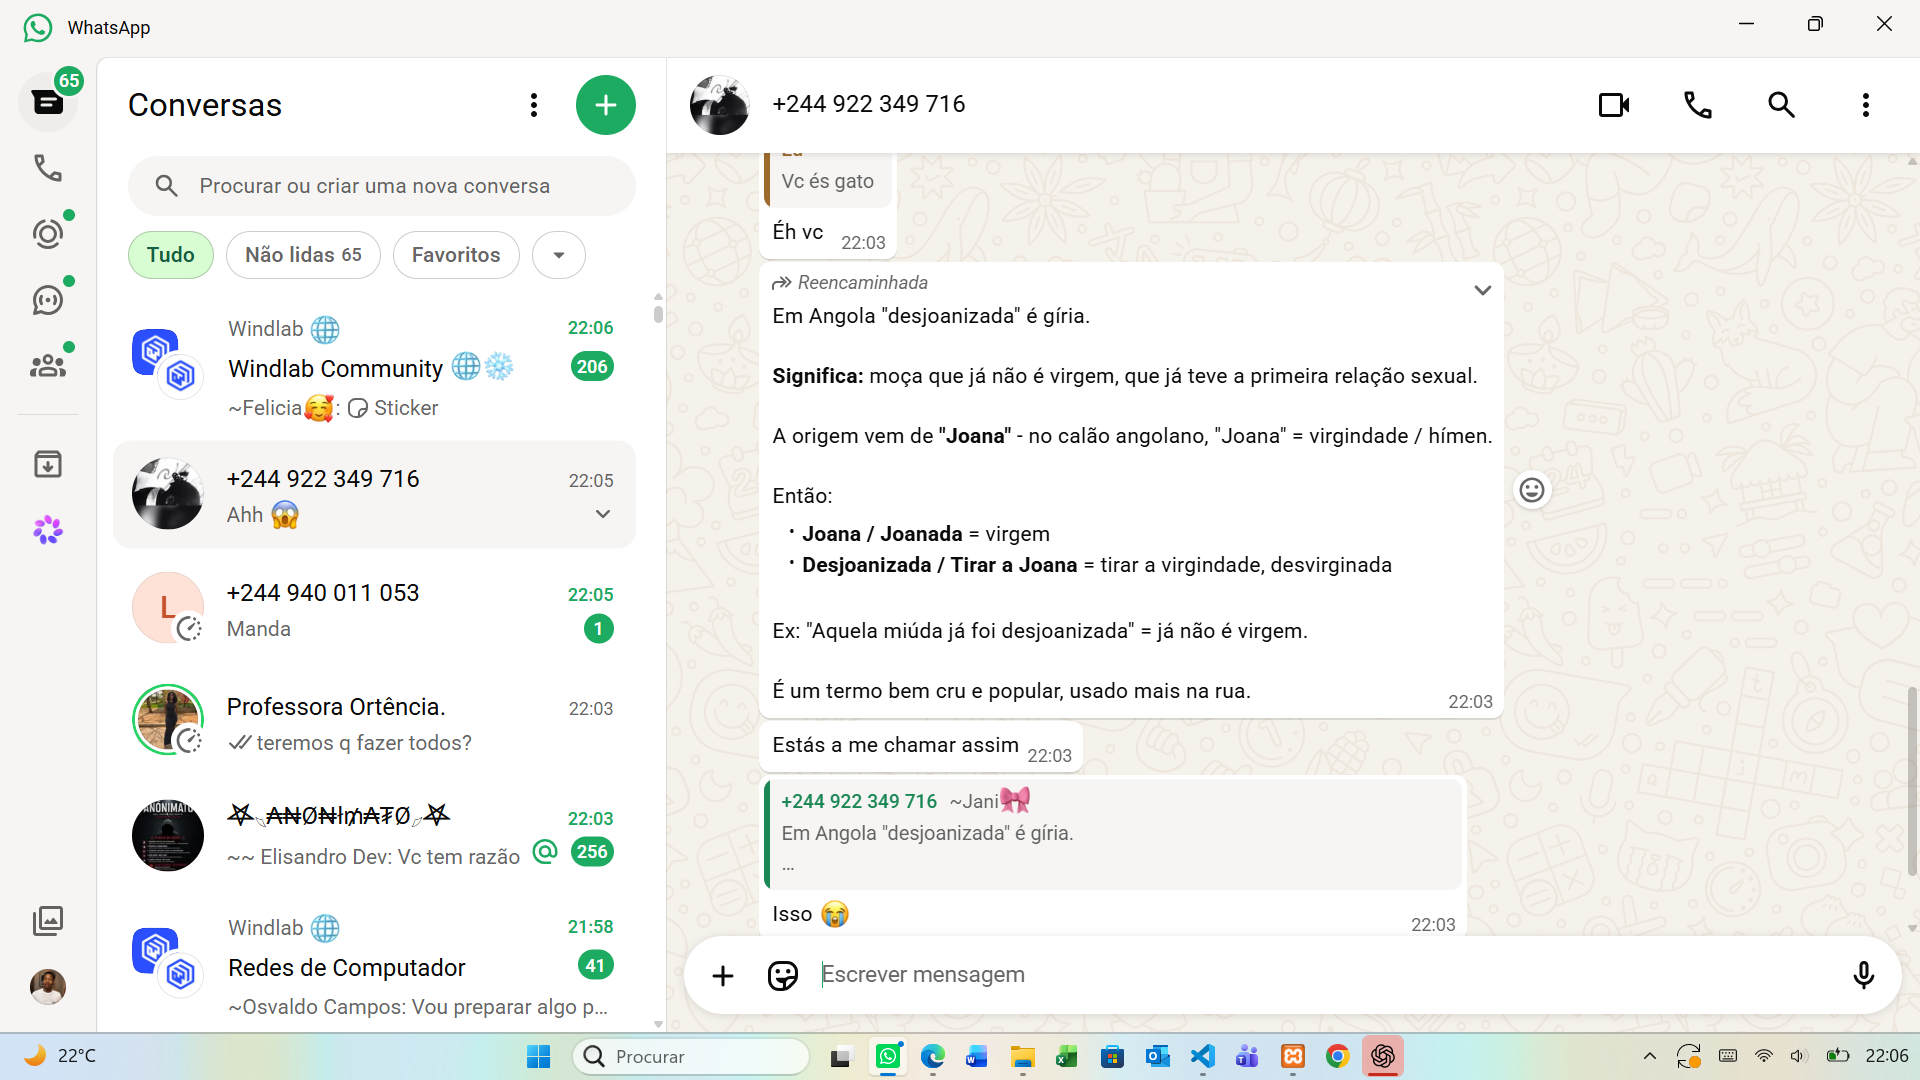 WhatsApp
65
Conversas
Procurar ou criar uma nova conversa
Tudo
Não lidas 65
Favoritos
Windlab 🌐
22:06
Windlab Community 🌐❄️
206
~Felicia🥰: Sticker
+244 922 349 716
22:05
Ahh 😱
L
+244 940 011 053
22:05
Manda
1
Professora Ortência.
22:03
teremos q fazer todos?
ANONIMATO
22:03
~~ Elisandro Dev: Vc tem razão
@
256
Windlab 🌐
21:58
Redes de Computador
41
~Osvaldo Campos: Vou preparar algo p...
+244 922 349 716
Vc és gato
Éh vc
22:03
Reencaminhada
Em Angola "desjoanizada" é gíria.
Significa: moça que já não é virgem, que já teve a primeira relação sexual.
A origem vem de "Joana" - no calão angolano, "Joana" = virgindade / hímen.
Então:
• Joana / Joanada = virgem
• Desjoanizada / Tirar a Joana = tirar a virgindade, desvirginada
Ex: "Aquela miúda já foi desjoanizada" = já não é virgem.
É um termo bem cru e popular, usado mais na rua.
22:03
Estás a me chamar assim
22:03
+244 922 349 716 ~Jani🎀
Em Angola "desjoanizada" é gíria.
...
Isso 😭
22:03
Escrever mensagem
22°C
Procurar
22:06